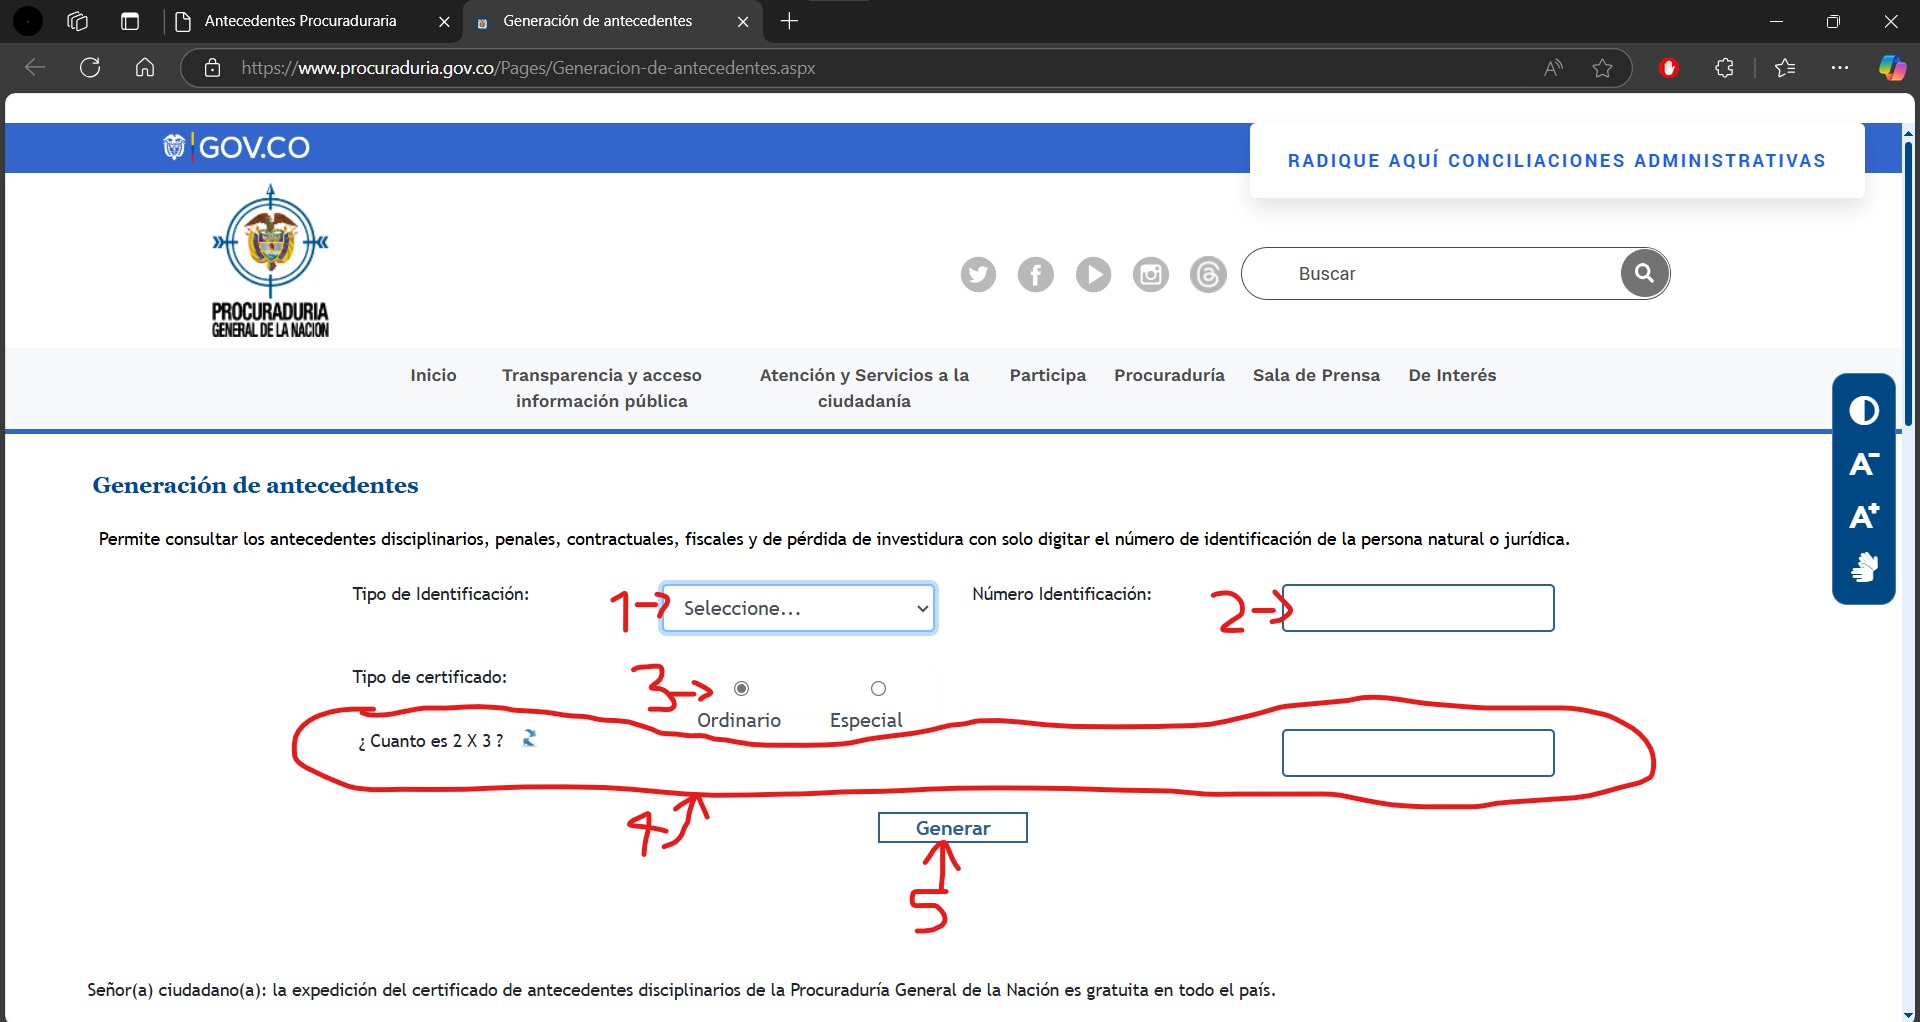 Antecedentes Procuraduraria
Generación de antecedentes
https://www.procuraduria.gov.co/Pages/Generacion-de-antecedentes.aspx
GOV.CO
RADIQUE AQUÍ CONCILIACIONES ADMINISTRATIVAS
PROCURADURIA
GENERAL DE LA NACION
Buscar
Inicio
Transparencia y acceso
información pública
Atención y Servicios a la
ciudadanía
Participa
Procuraduría
Sala de Prensa
De Interés
A-
A+
Generación de antecedentes
Permite consultar los antecedentes disciplinarios, penales, contractuales, fiscales y de pérdida de investidura con solo digitar el número de identificación de la persona natural o jurídica.
Tipo de Identificación:
1
Seleccione...
Número Identificación:
2
Tipo de certificado:
3
Ordinario
Especial
¿ Cuanto es 2 X 3 ?
4
Generar
5
Señor(a) ciudadano(a): la expedición del certificado de antecedentes disciplinarios de la Procuraduría General de la Nación es gratuita en todo el país.